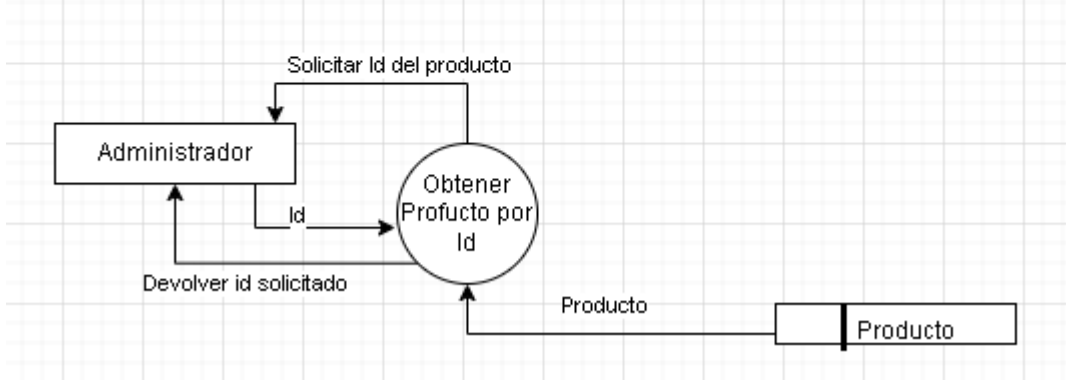 Solicitar Id del producto
Administrador
Obtener
Profucto por
Id
Id
Devolver id solicitado
Producto
Producto